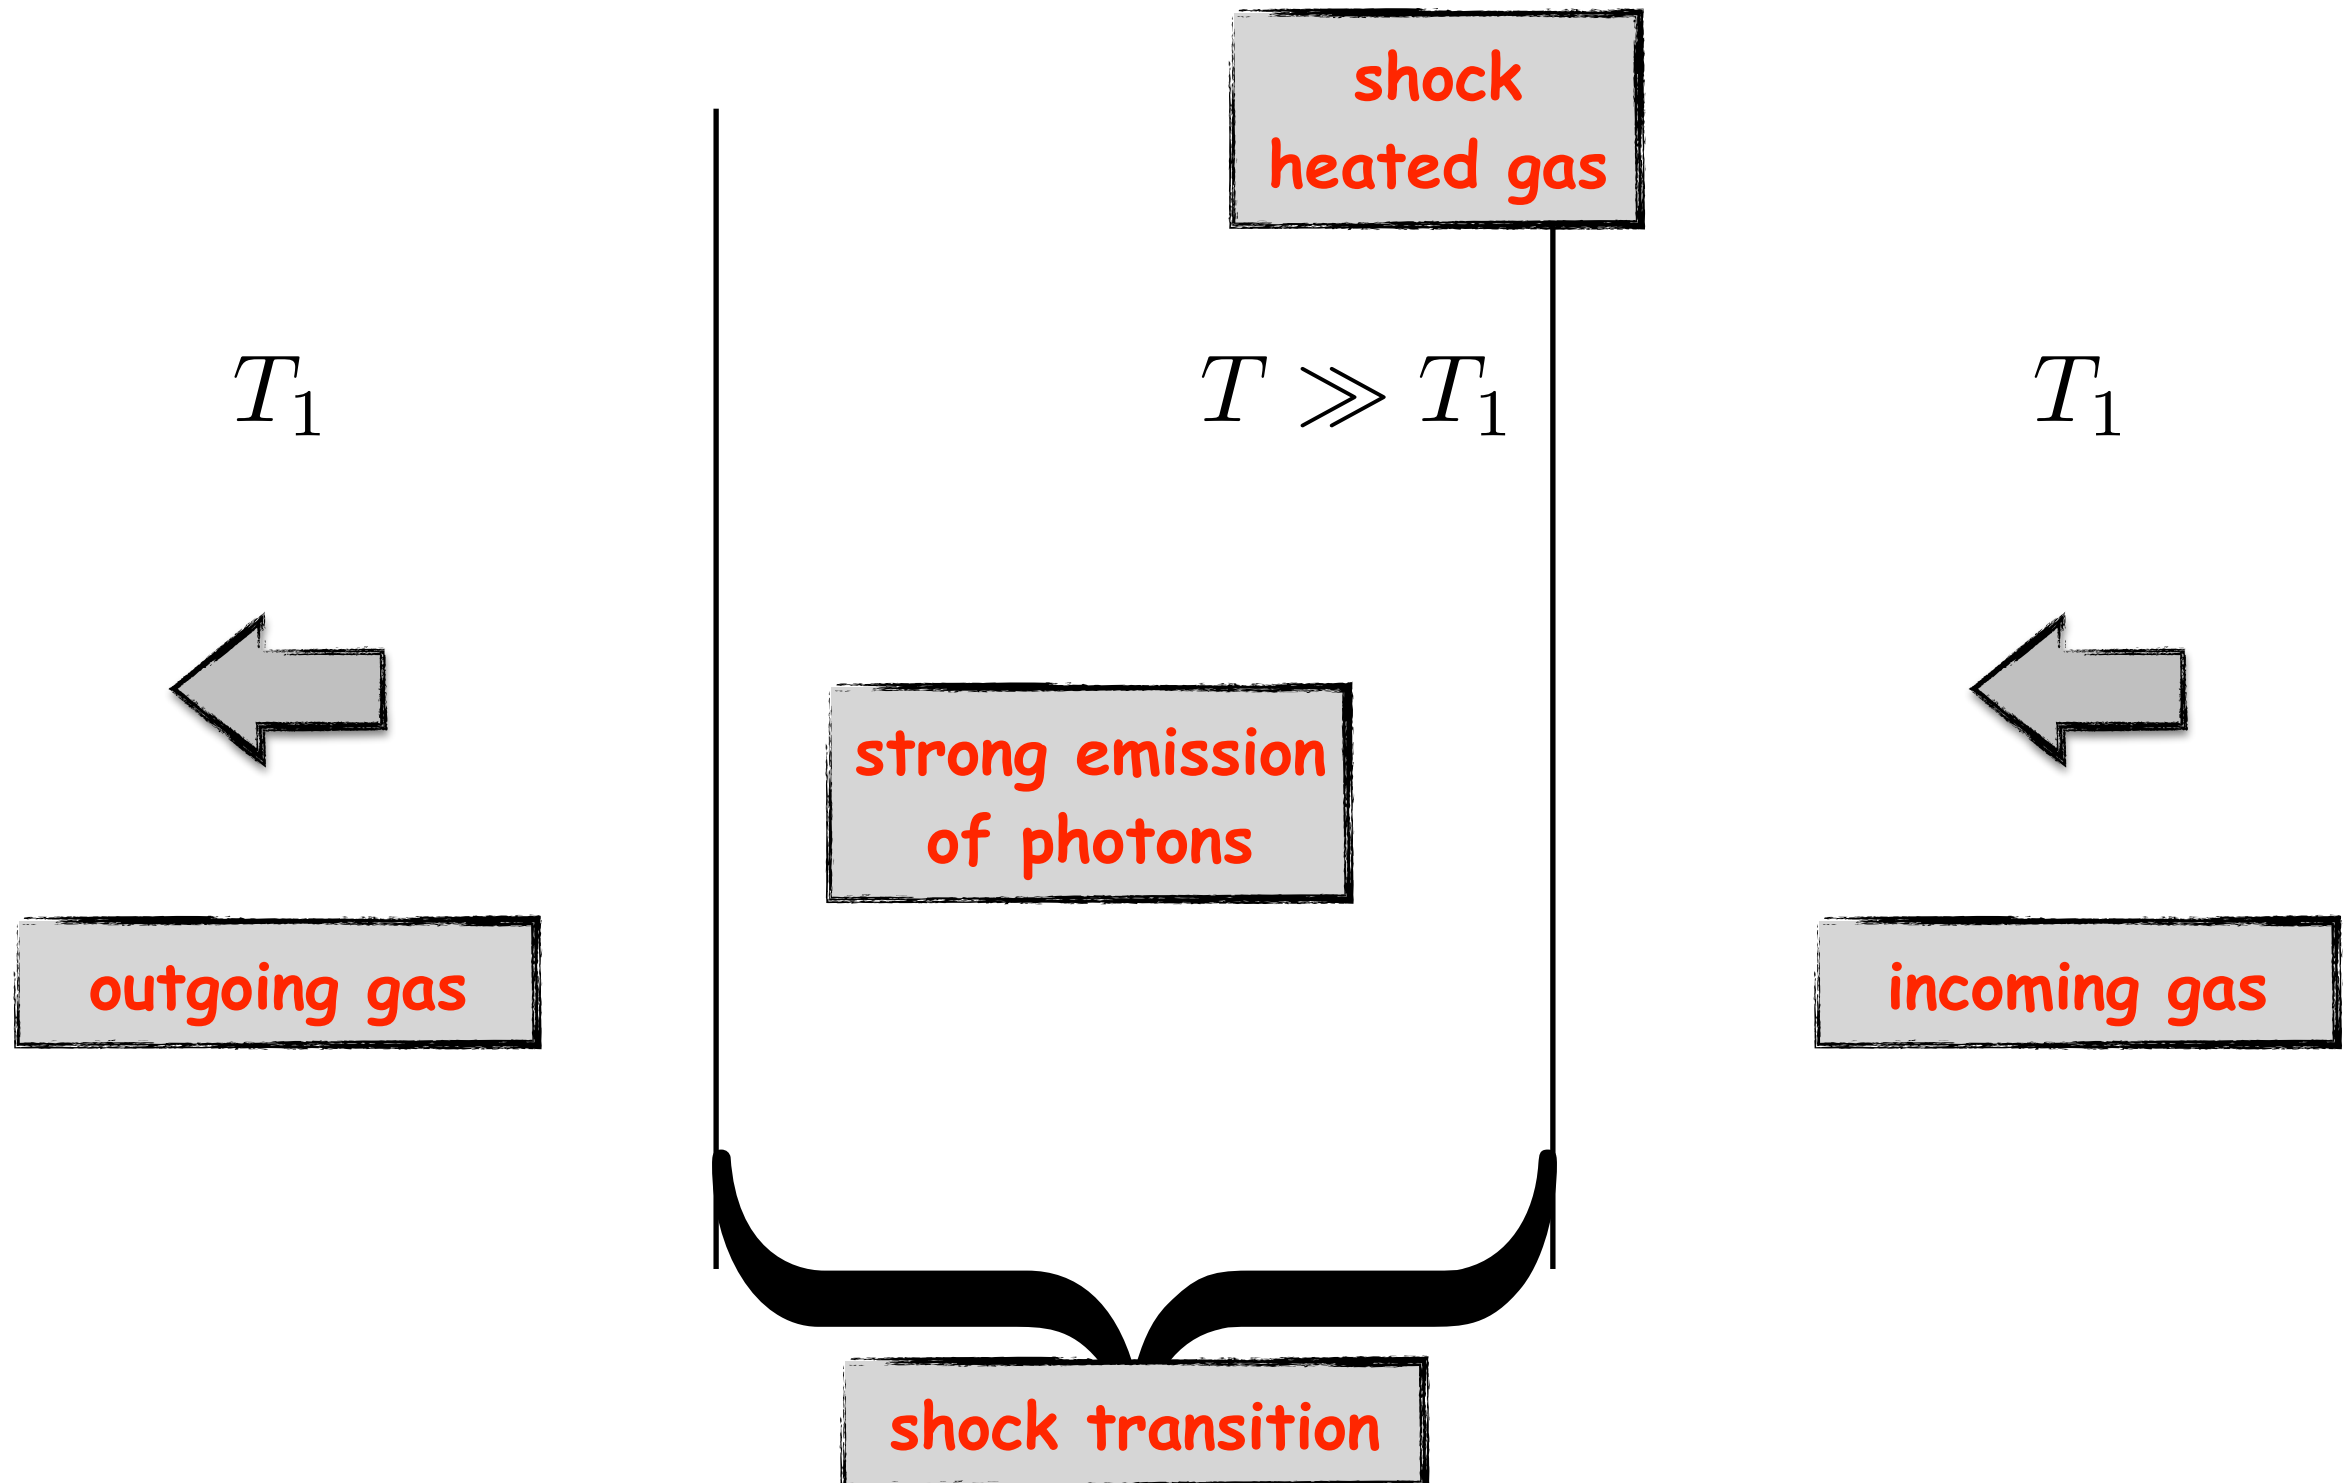 shock
heated gas
T₁
T ≫ T₁
T₁
strong emission
of photons
outgoing gas
incoming gas
shock transition